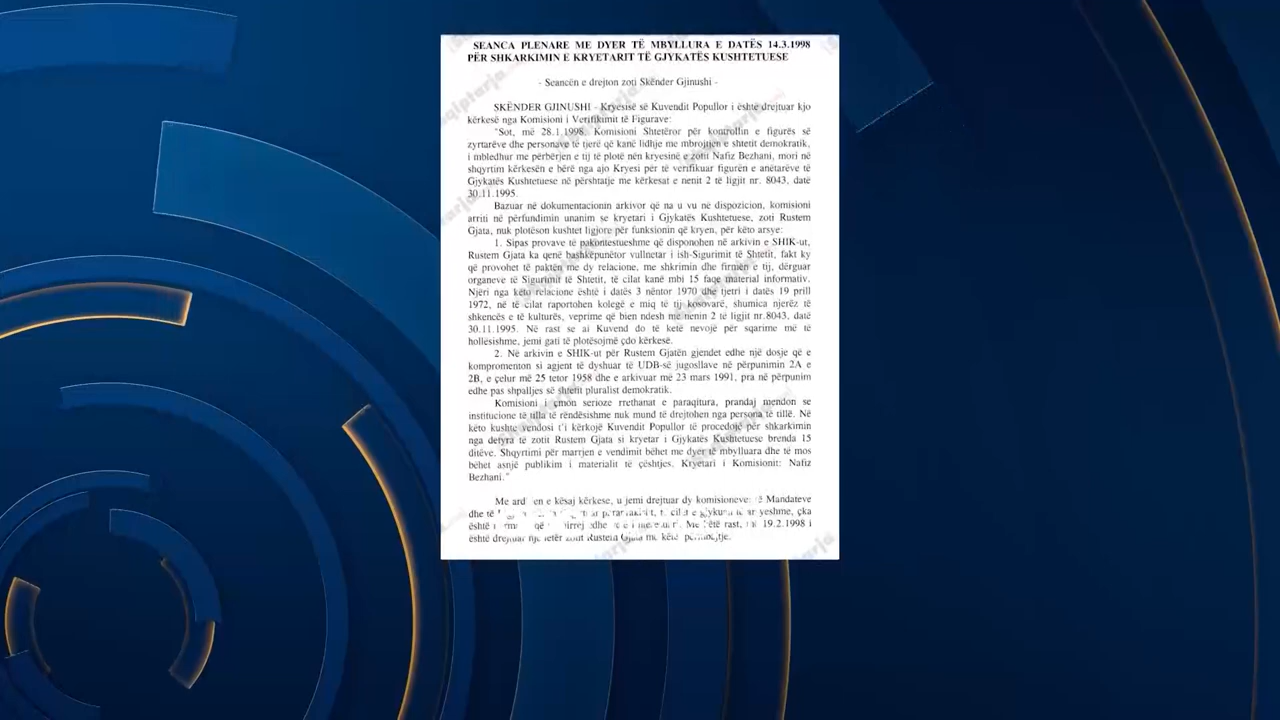 SEANCA PLENARE ME DYER TË MBYLLURA E DATËS 14.3.1998
PËR SHKARKIMIN E KRYETARIT TË GJYKATËS KUSHTETUESE
- Seancën e drejton zoti Skënder Gjinushi -
SKËNDER GJINUSHI - Kryesisë së Kuvendit Popullor i është drejtuar kjo
kërkesë nga Komisioni i Verifikimit të Figurave:
"Sot, më 28.1.1998, Komisioni Shtetëror për kontrollin e figurës së
zyrtarëve dhe personave të tjerë që kanë lidhje me mbrojtjen e shtetit demokratik,
i mbledhur me përbërjen e tij të plotë nën kryesinë e zotit Nafiz Bezhani, mori në
shqyrtim kërkesën e bërë nga ajo Kryesi për të verifikuar figurën e anëtarëve të
Gjykatës Kushtetuese në përshtatje me kërkesat e nenit 2 të ligjit nr. 8043, datë
30.11.1995.
Bazuar në dokumentacionin arkivor që na u vu në dispozicion, komisioni
arriti në përfundimin unanim se kryetari i Gjykatës Kushtetuese, zoti Rustem
Gjata, nuk plotëson kushtet ligjore për funksionin që kryen, për këto arsye:
1. Sipas provave të pakontestueshme që disponohen në arkivin e SHIK-ut,
Rustem Gjata ka qenë bashkëpunëtor vullnetar i ish-Sigurimit të Shtetit, fakt ky
që provohet të paktën me dy relacione, me shkrimin dhe firmën e tij, dërguar
organeve të Sigurimit të Shtetit, të cilat kanë mbi 15 faqe material informativ.
Njëri nga këto relacione është i datës 3 nëntor 1970 dhe tjetri i datës 19 prill
1972, në të cilat raportohen kolegë e miq të tij kosovarë, shumica njerëz të
shkencës e të kulturës, veprime që bien ndesh me nenin 2 të ligjit nr.8043, datë
30.11.1995. Në rast se ai Kuvend do të ketë nevojë për sqarime më të
hollësishme, jemi gati të plotësojmë çdo kërkesë.
2. Në arkivin e SHIK-ut për Rustem Gjatën gjendet edhe një dosje që e
kompromenton si agjent të dyshuar të UDB-së jugosllave në përpunimin 2A e
2B, e çelur më 25 tetor 1958 dhe e arkivuar më 23 mars 1991, pra në përpunim
edhe pas shpalljes së shtetit pluralist demokratik.
Komisioni i çmon serioze rrethanat e paraqitura, prandaj mendon se
institucione të tilla të rëndësishme nuk mund të drejtohen nga persona të tillë. Në
këto kushte vendosi t'i kërkojë Kuvendit Popullor të procedojë për shkarkimin
nga detyra të zotit Rustem Gjata si kryetar i Gjykatës Kushtetuese brenda 15
ditëve. Shqyrtimi për marrjen e vendimit bëhet me dyer të mbyllura dhe të mos
bëhet asnjë publikim i materialit të çështjes. Kryetari i Komisionit: Nafiz
Bezhani."
Me e kësaj kërkese, u jemi drejtuar dy komisioneve: të Mandateve
dhe të çka
është që dhe Me këtë rast, 19.2.1998 i
është drejtuar zotit Rustem Gjata me këtë